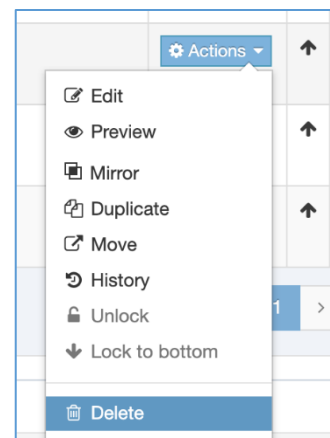 Actions
Edit
Preview
Mirror
Duplicate
Move
History
Unlock
1
Lock to bottom
Delete